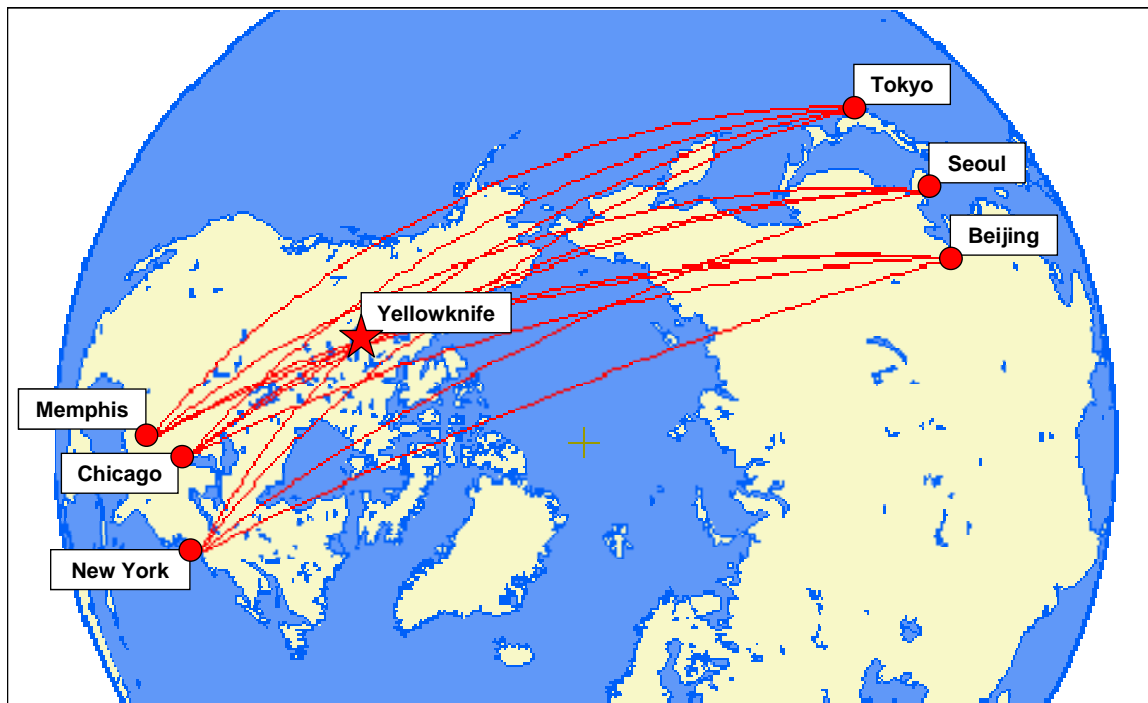 Tokyo
Seoul
Beijing
Yellowknife
Memphis
Chicago
New York